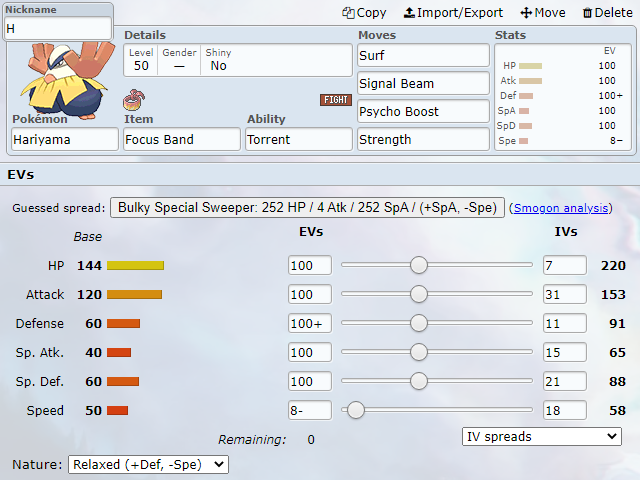 Nickname
H
Copy Import/Export Move Delete
Details
Level Gender Shiny
50 — No
FIGHT
Pokémon Item Ability
Hariyama Focus Band Torrent
Moves
Surf
Signal Beam
Psycho Boost
Strength
Stats
EV
HP 100
Atk 100
Def 100+
SpA 100
SpD 100
Spe 8−
EVs
Guessed spread: Bulky Special Sweeper: 252 HP / 4 Atk / 252 SpA / (+SpA, -Spe) (Smogon analysis)
Base EVs IVs
HP 144 100 7 220
Attack 120 100 31 153
Defense 60 100+ 11 91
Sp. Atk. 40 100 15 65
Sp. Def. 60 100 21 88
Speed 50 8- 18 58
Remaining: 0 IV spreads
Nature: Relaxed (+Def, -Spe)